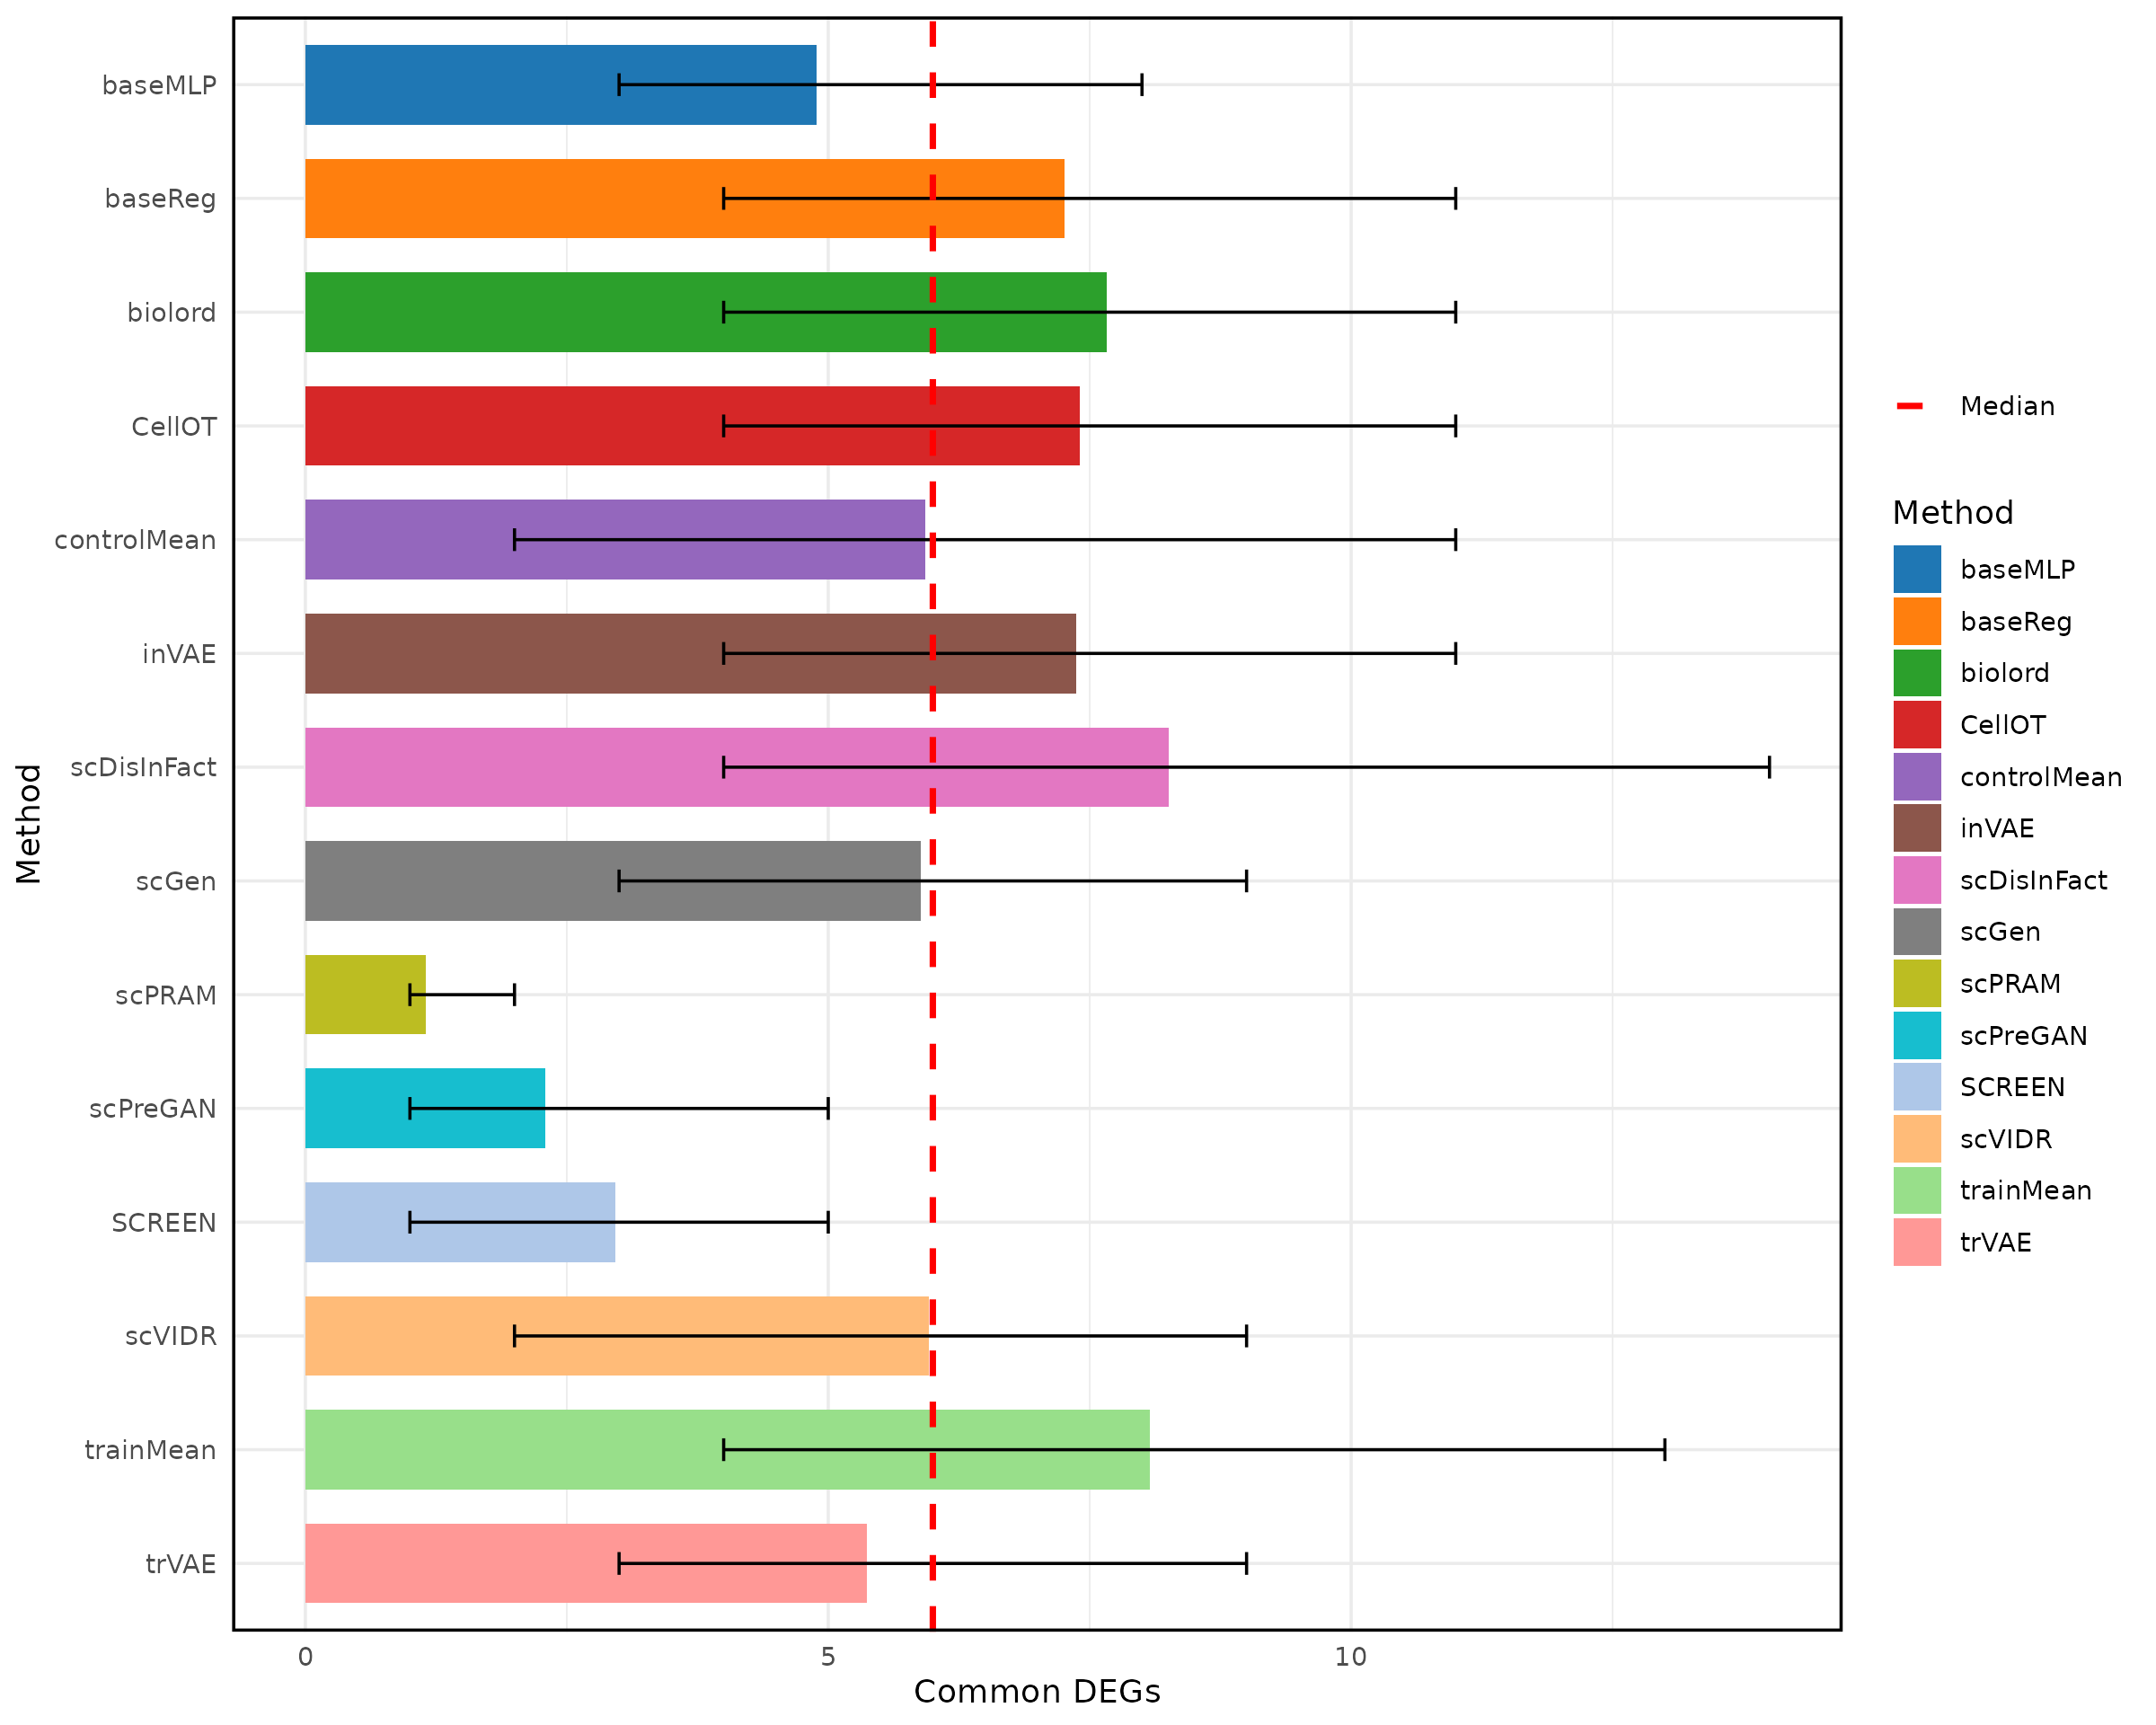 baseMLP
baseReg
biolord
CellOT
controlMean
inVAE
scDisInFact
scGen
scPRAM
scPreGAN
SCREEN
scVIDR
trainMean
trVAE
Method
0 5 10
Common DEGs
Median
Method
baseMLP
baseReg
biolord
CellOT
controlMean
inVAE
scDisInFact
scGen
scPRAM
scPreGAN
SCREEN
scVIDR
trainMean
trVAE